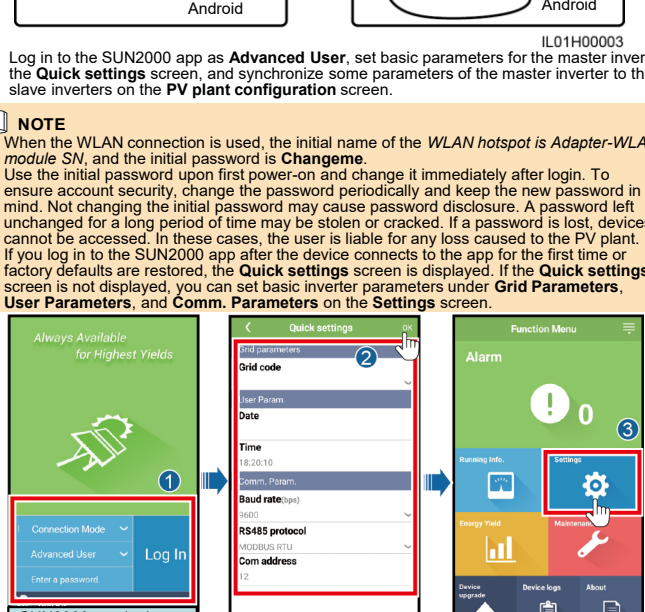 Android
Android
IL01H00003
Log in to the SUN2000 app as Advanced User, set basic parameters for the master
the Quick settings screen, and synchronize some parameters of the master inverter to
slave inverters on the PV plant configuration screen.
NOTE
When the WLAN connection is used, the initial name of the WLAN hotspot is
module SN, and the initial password is Changeme.
Use the initial password upon first power-on and change it immediately after login. To
ensure account security, change the password periodically and keep the new password in
mind. Not changing the initial password may cause password disclosure. A password left
unchanged for a long period of time may be stolen or cracked. If a password is lost,
cannot be accessed. In these cases, the user is liable for any loss caused to the PV plant.
If you log in to the SUN2000 app after the device connects to the app for the first time or
factory defaults are restored, the Quick settings screen is displayed. If the Quick settings
screen is not displayed, you can set basic inverter parameters under Grid Parameters,
User Parameters, and Comm. Parameters on the Settings screen.
Always Available
for Highest Yields
1
Connection Mode
Advanced User
Log In
Enter a password.
Quick settings
OK
Grid parameters
2
Grid code
User Param.
Date
Time
18:20:10
Comm. Param.
Baud rate(bps)
9600
RS485 protocol
MODBUS RTU
Com address
12
Function Menu
Alarm
0
3
Running Info.
Settings
Energy Yield
Maintenance
Device upgrade
Device logs
About